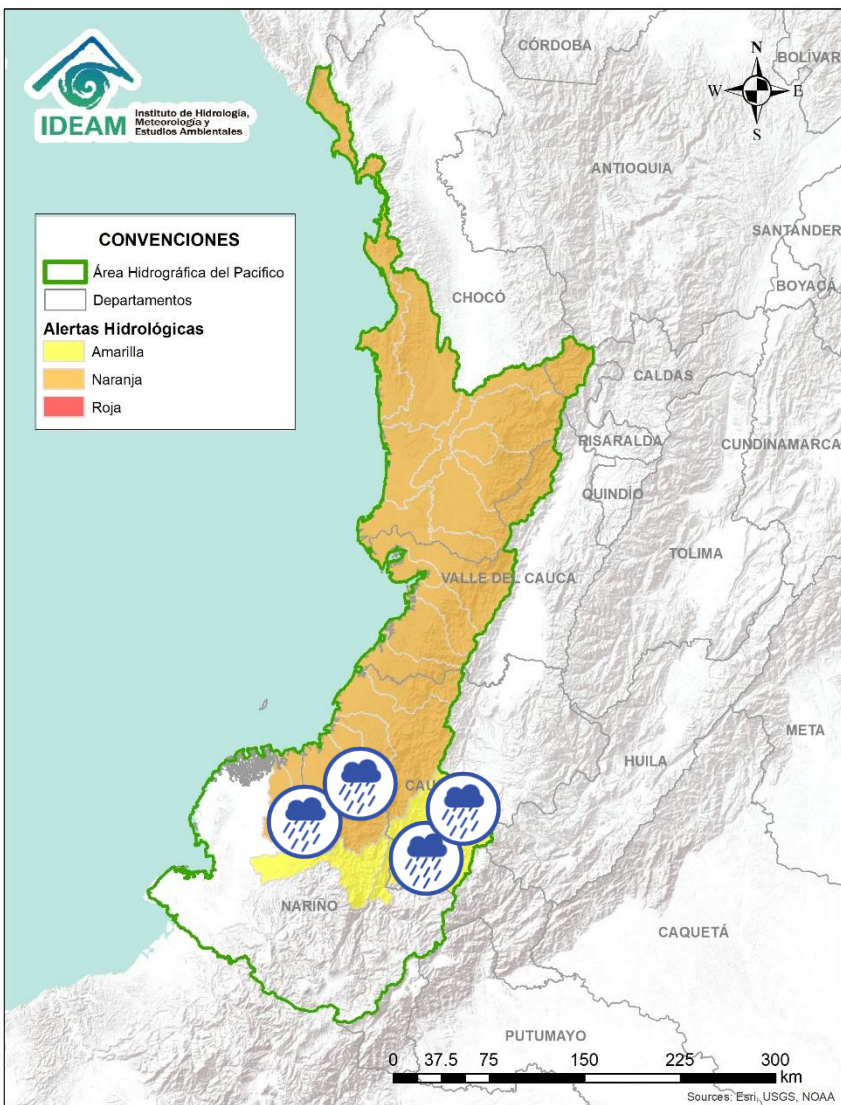 IDEAM
Instituto de Hidrología,
Meteorología y
Estudios Ambientales
CÓRDOBA
BOLÍVAR
N
W
E
S
ANTIOQUIA
SANTANDER
BOYACÁ
CONVENCIONES
Área Hidrográfica del Pacifico
Departamentos
Alertas Hidrológicas
Amarilla
Naranja
Roja
CHOCÓ
CALDAS
RISARALDA
CUNDINAMARCA
QUINDÍO
TOLIMA
VALLE DEL CAUCA
META
HUILA
CAU
NARIÑO
CAQUETÁ
PUTUMAYO
0 37.5 75 150 225 300
km
Sources: Esri, USGS, NOAA